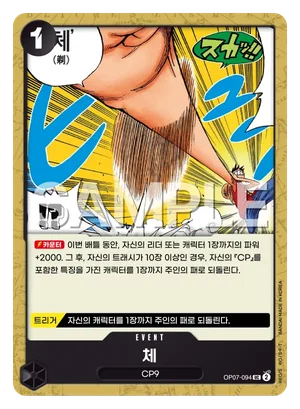 1
체
(剃)
スカッ!!
SAMPLE
카운터 이번 배틀 동안, 자신의 리더 또는 캐릭터 1장까지의 파워
+2000. 그 후, 자신의 트래시가 10장 이상인 경우, 자신의 『CP』를
포함한 특징을 가진 캐릭터를 1장까지 주인의 패로 되돌린다.
트리거 자신의 캐릭터를 1장까지 주인의 패로 되돌린다.
EVENT
체
CP9
OP07-094 UC 2